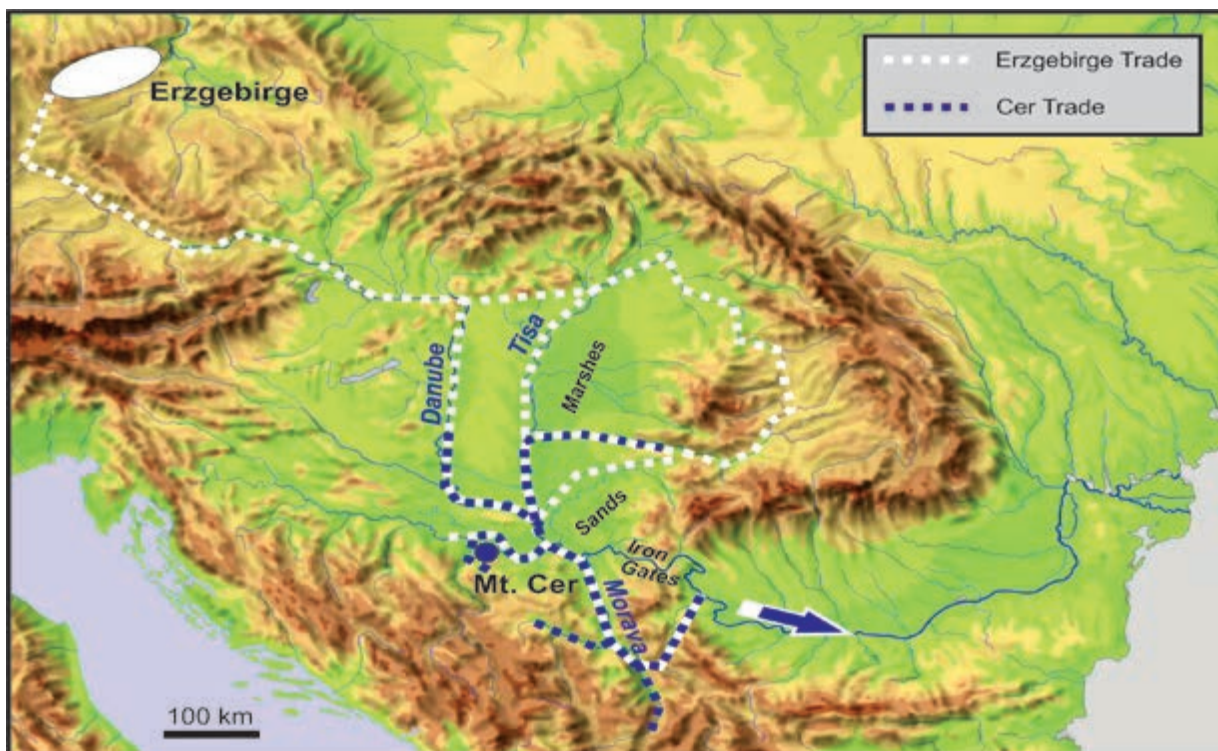 Erzgebirge
Erzgebirge Trade
Cer Trade
Danube
Tisa
Marshes
Sands
Iron
Gates
Mt. Cer
Morava
100 km